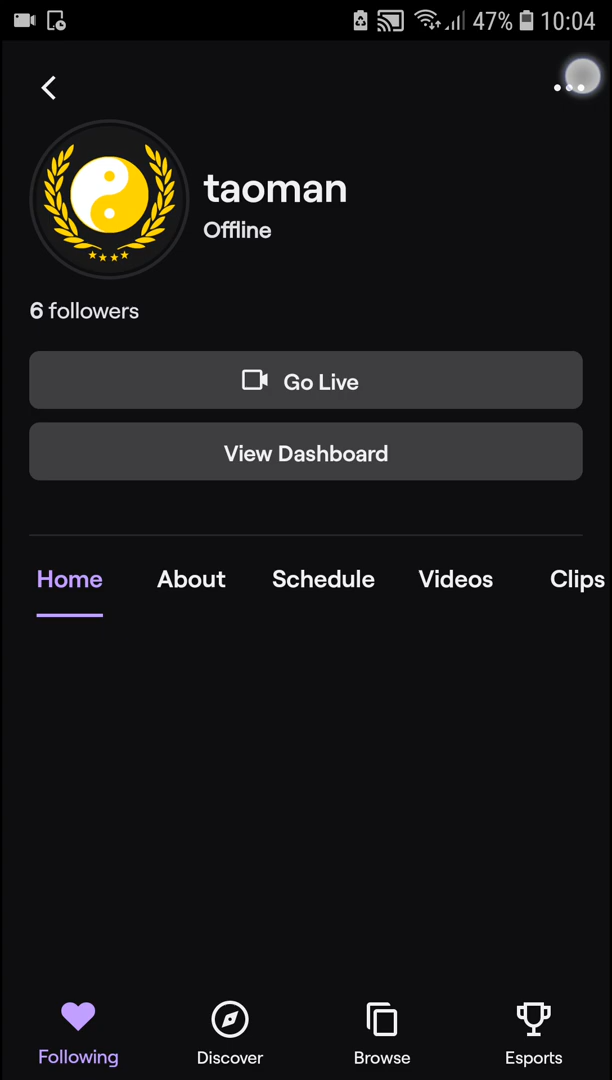 47% 10:04
taoman
Offline
6 followers
Go Live
View Dashboard
Home About Schedule Videos Clips
Following Discover Browse Esports